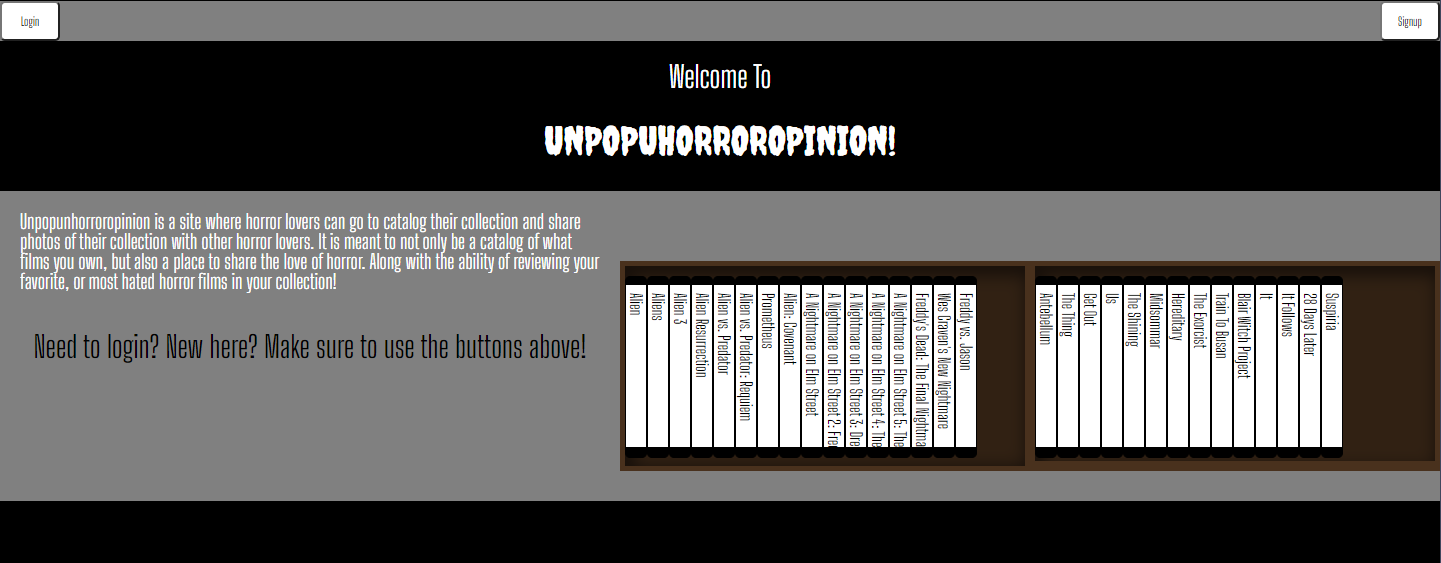 Login
Signup
Welcome To
UNPOPUHORROROPINION!
Unpopunhorroropinion is a site where horror lovers can go to catalog their collection and share
photos of their collection with other horror lovers. It is meant to not only be a catalog of what
films you own, but also a place to share the love of horror. Along with the ability of reviewing your
favorite, or most hated horror films in your collection!
Need to login? New here? Make sure to use the buttons above!
Alien
Aliens
Alien 3
Alien Resurrection
Alien vs. Predator
Alien vs. Predator: Requiem
Prometheus
Alien: Covenant
A Nightmare on Elm Street
A Nightmare on Elm Street 2: Fre
A Nightmare on Elm Street 3: Dre
A Nightmare on Elm Street 4: The
A Nightmare on Elm Street 5: The
Freddy's Dead: The Final Nightma
Wes Craven's New Nightmare
Freddy vs. Jason
Antebellum
The Thing
Get Out
Us
The Shining
Midsommar
Hereditary
The Exorcist
Train To Busan
Blair Witch Project
It
It Follows
28 Days Later
Suspiria